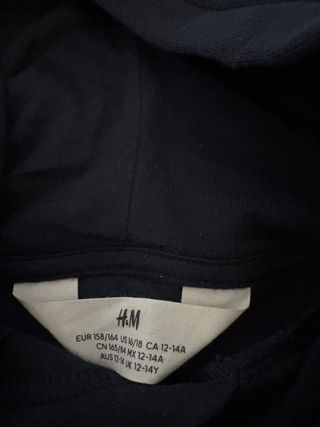 H&M
EUR 158/164 US 16/18 CA 12-14A
CN 165/84 MX 12-14A
AUS 12-14 UK 12-14Y